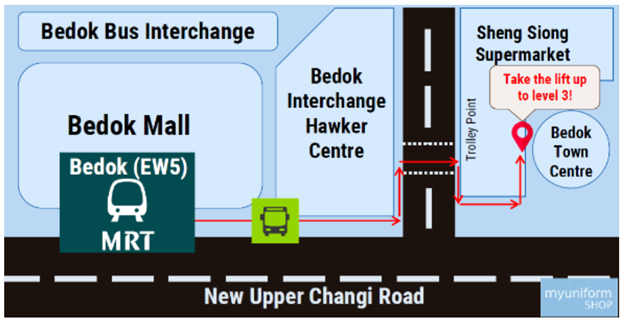 Bedok Bus Interchange
Bedok Mall
Bedok (EW5)
MRT
Bedok
Interchange
Hawker
Centre
Sheng Siong
Supermarket
Take the lift up
to level 3!
Trolley Point
Bedok
Town
Centre
New Upper Changi Road
myuniform
SHOP